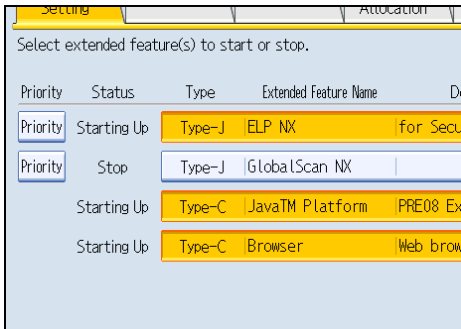 Setting Allocation
Select extended feature(s) to start or stop.
Priority Status Type Extended Feature Name
Priority Starting Up Type-J ELP NX for Secu
Priority Stop Type-J GlobalScan NX
Starting Up Type-C JavaTM Platform PRE08 Ex
Starting Up Type-C Browser Web brow